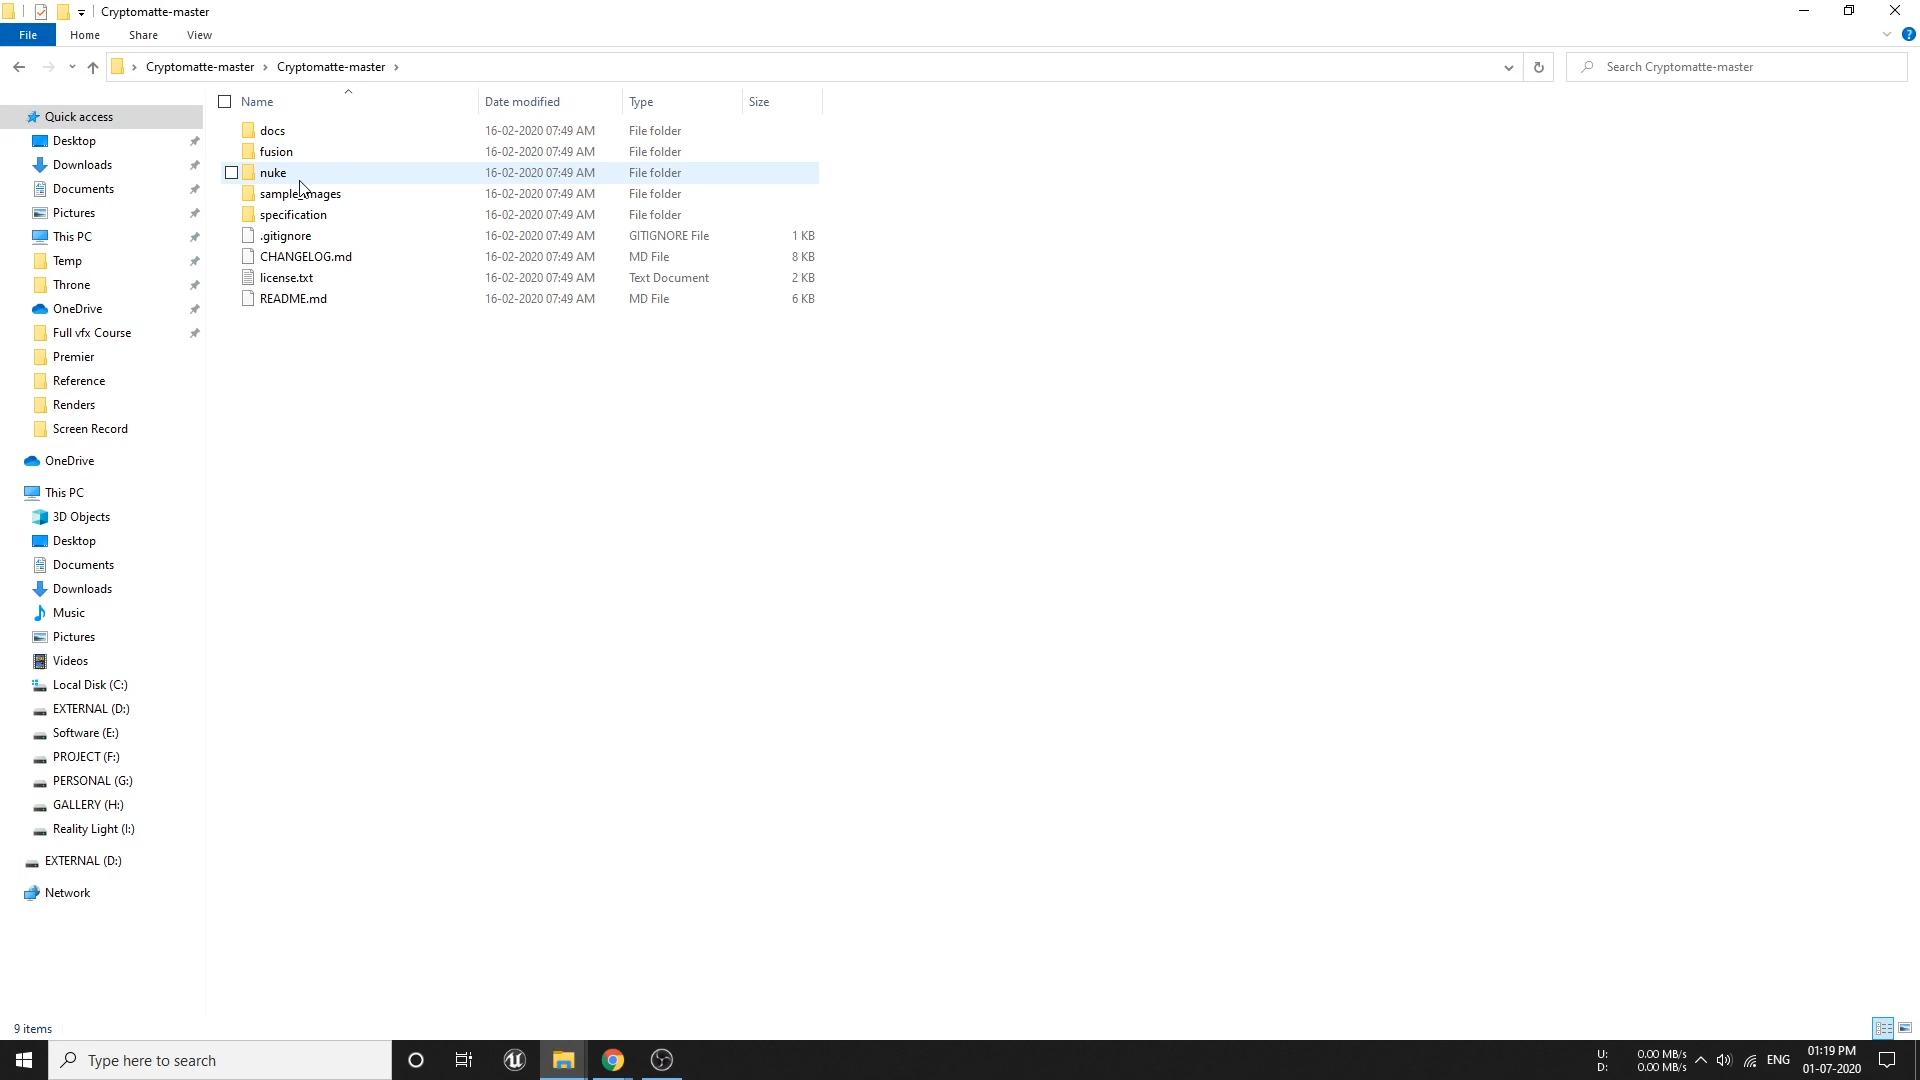 Cryptomatte-master
File Home Share View
Cryptomatte-master Cryptomatte-master
Search Cryptomatte-master
Name Date modified Type Size
docs 16-02-2020 07:49 AM File folder
fusion 16-02-2020 07:49 AM File folder
nuke 16-02-2020 07:49 AM File folder
sample_images 16-02-2020 07:49 AM File folder
specification 16-02-2020 07:49 AM File folder
.gitignore 16-02-2020 07:49 AM GITIGNORE File 1 KB
CHANGELOG.md 16-02-2020 07:49 AM MD File 8 KB
license.txt 16-02-2020 07:49 AM Text Document 2 KB
README.md 16-02-2020 07:49 AM MD File 6 KB
Quick access
Desktop
Downloads
Documents
Pictures
This PC
Temp
Throne
OneDrive
Full vfx Course
Premier
Reference
Renders
Screen Record
OneDrive
This PC
3D Objects
Desktop
Documents
Downloads
Music
Pictures
Videos
Local Disk (C:)
EXTERNAL (D:)
Software (E:)
PROJECT (F:)
PERSONAL (G:)
GALLERY (H:)
Reality Light (I:)
EXTERNAL (D:)
Network
9 items
Type here to search
U: 0.00 MB/s
D: 0.00 MB/s
ENG
01:19 PM
01-07-2020